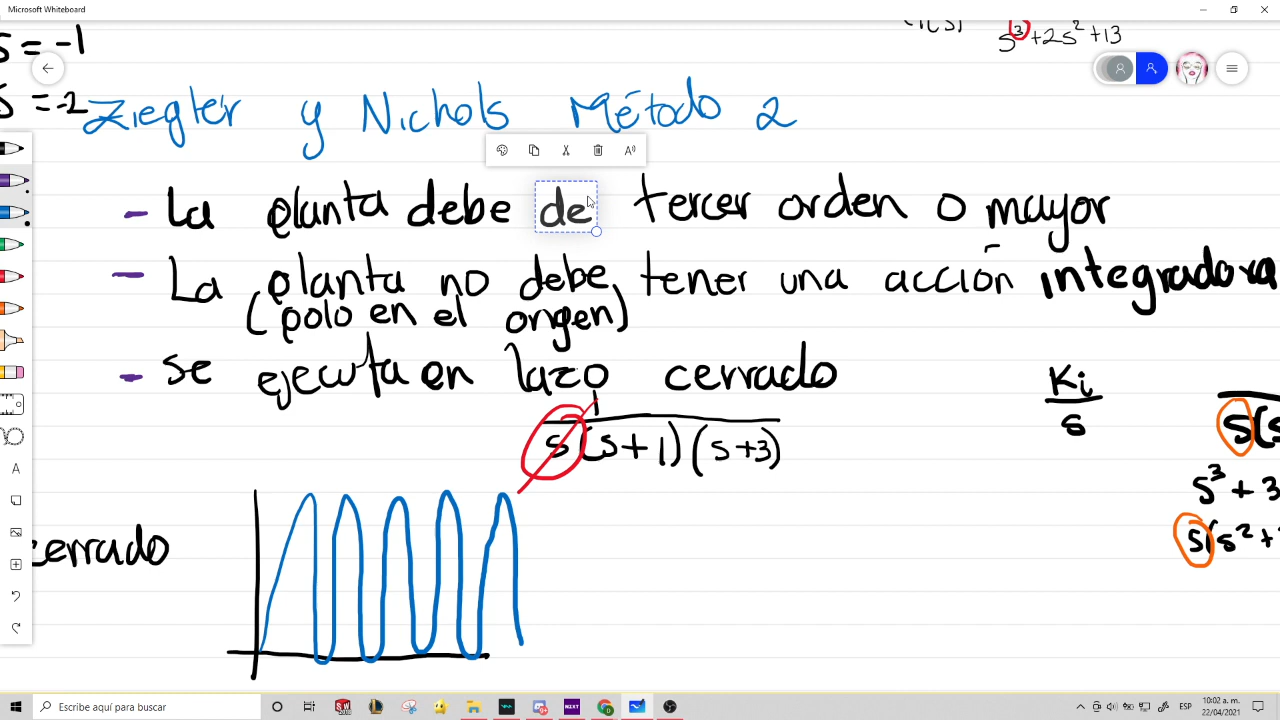 Microsoft Whiteboard
s = -1
s³+2s²+13
s = -2
Ziegler y Nichols Método 2
- La planta debe de tercer orden o mayor
- La planta no debe tener una acción integradora
(polo en el origen)
- se ejecuta en lazo cerrado
1
s(s+1)(s+3)
Ki
s
s³ + 3
s(s² +
cerrado
Escribe aquí para buscar
ESP
10:02 a. m.
22/04/2021